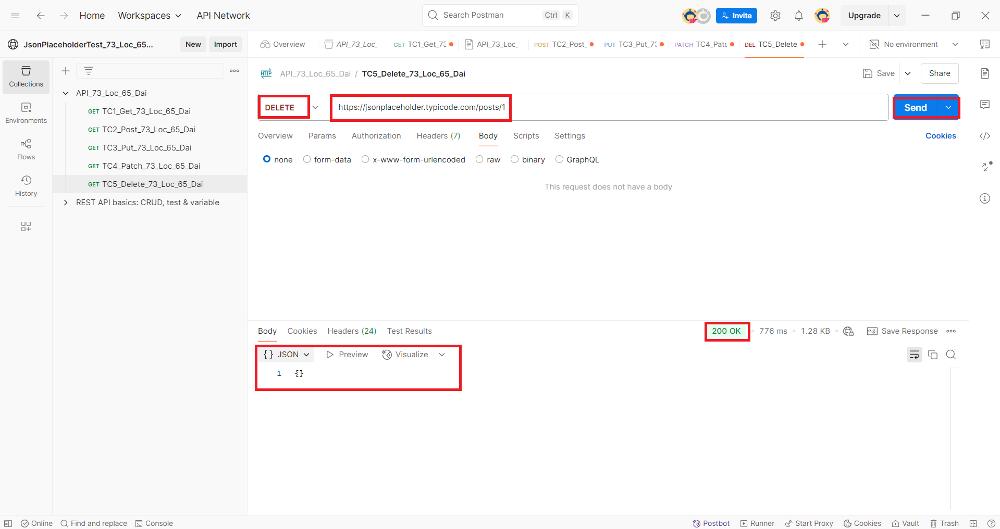 Home Workspaces API Network Search Postman Ctrl K Invite Upgrade
JsonPlaceholderTest_73_Loc_65... New Import Overview API_73_Loc_ GET TC1_Get_73 API_73_Loc_ POST TC2_Post_ PUT TC3_Put_73 PATCH TC4_Patc DEL TC5_Delete No environment
Collections
Environments
Flows
History
API_73_Loc_65_Dai
GET TC1_Get_73_Loc_65_Dai
GET TC2_Post_73_Loc_65_Dai
GET TC3_Put_73_Loc_65_Dai
GET TC4_Patch_73_Loc_65_Dai
GET TC5_Delete_73_Loc_65_Dai
REST API basics: CRUD, test & variable
HTTP API_73_Loc_65_Dai / TC5_Delete_73_Loc_65_Dai Save Share
DELETE https://jsonplaceholder.typicode.com/posts/1 Send
Overview Params Authorization Headers (7) Body Scripts Settings Cookies
none form-data x-www-form-urlencoded raw binary GraphQL
This request does not have a body
Body Cookies Headers (24) Test Results 200 OK • 776 ms • 1.28 KB • e.g. Save Response
{} JSON Preview Visualize
1 {}
Online Find and replace Console Postbot Runner Start Proxy Cookies Vault Trash